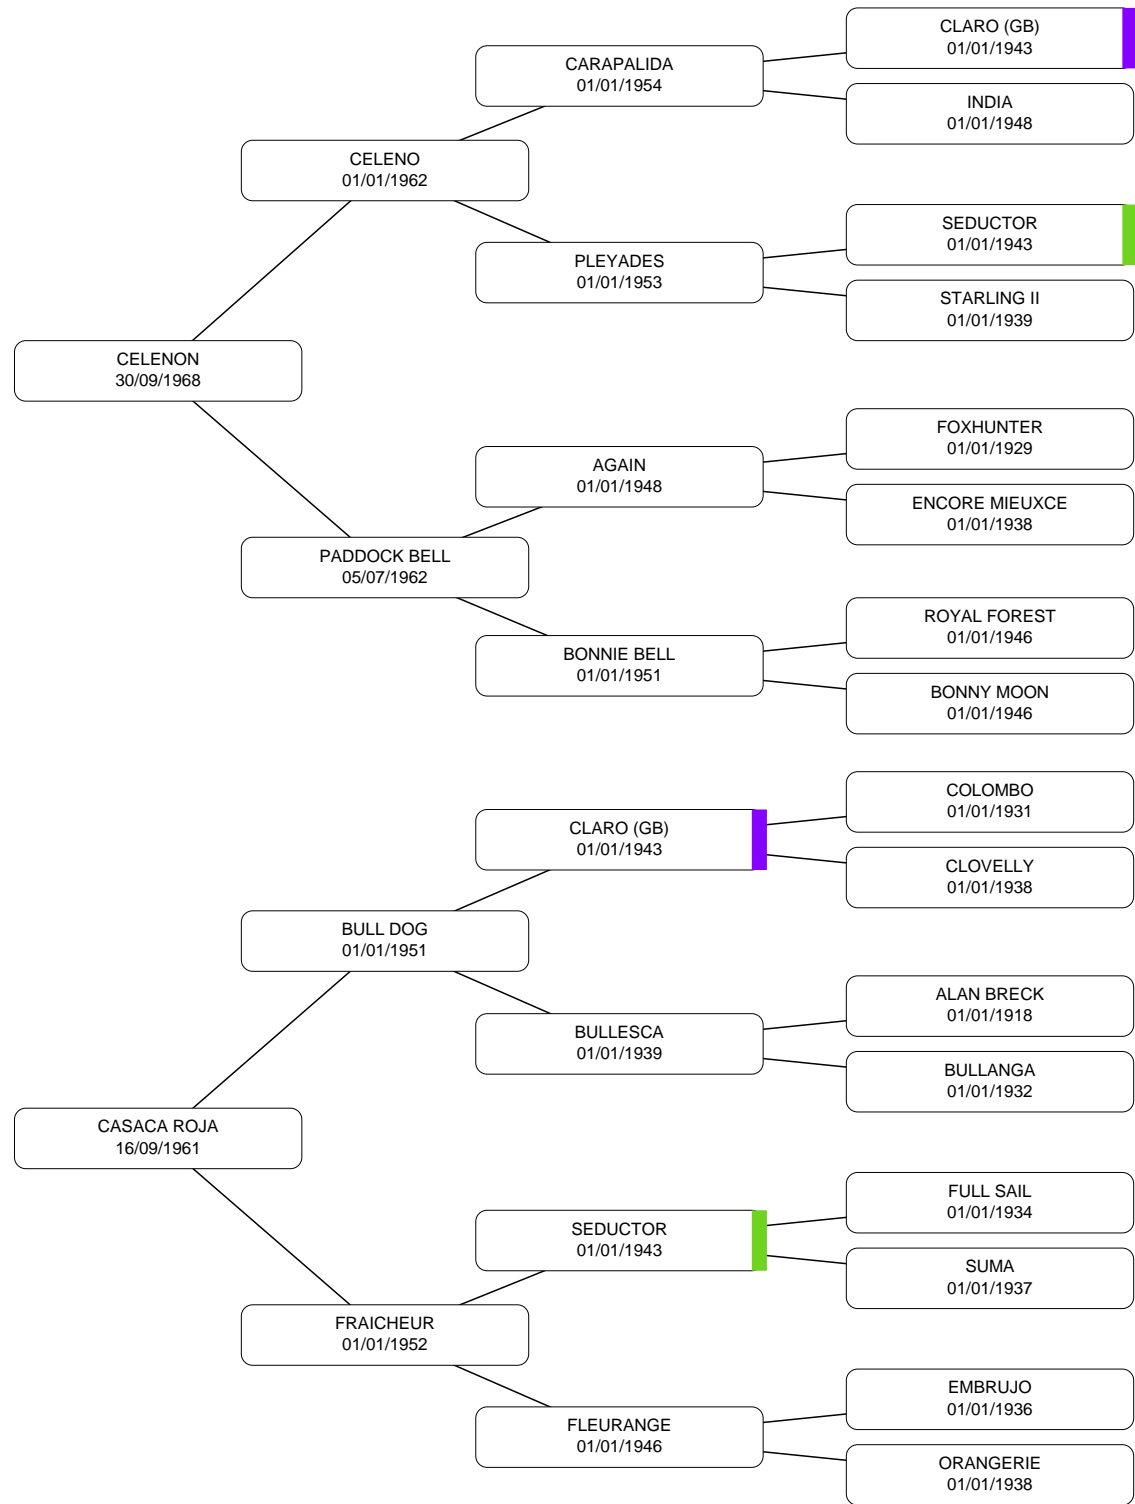 CLARO (GB)
01/01/1943
CARAPALIDA
01/01/1954
INDIA
01/01/1948
CELENO
01/01/1962
SEDUCTOR
01/01/1943
PLEYADES
01/01/1953
STARLING II
01/01/1939
CELENON
30/09/1968
FOXHUNTER
01/01/1929
AGAIN
01/01/1948
ENCORE MIEUXCE
01/01/1938
PADDOCK BELL
05/07/1962
ROYAL FOREST
01/01/1946
BONNIE BELL
01/01/1951
BONNY MOON
01/01/1946
COLOMBO
01/01/1931
CLARO (GB)
01/01/1943
CLOVELLY
01/01/1938
BULL DOG
01/01/1951
ALAN BRECK
01/01/1918
BULLESCA
01/01/1939
BULLANGA
01/01/1932
CASACA ROJA
16/09/1961
FULL SAIL
01/01/1934
SEDUCTOR
01/01/1943
SUMA
01/01/1937
FRAICHEUR
01/01/1952
EMBRUJO
01/01/1936
FLEURANGE
01/01/1946
ORANGERIE
01/01/1938